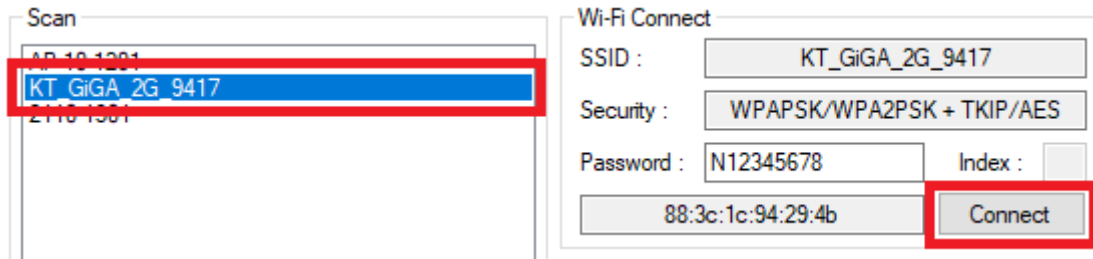 Scan
KT_GiGA_2G_9417
Wi-Fi Connect
SSID : KT_GiGA_2G_9417
Security : WPAPSK/WPA2PSK + TKIP/AES
Password : N12345678 Index :
88:3c:1c:94:29:4b Connect